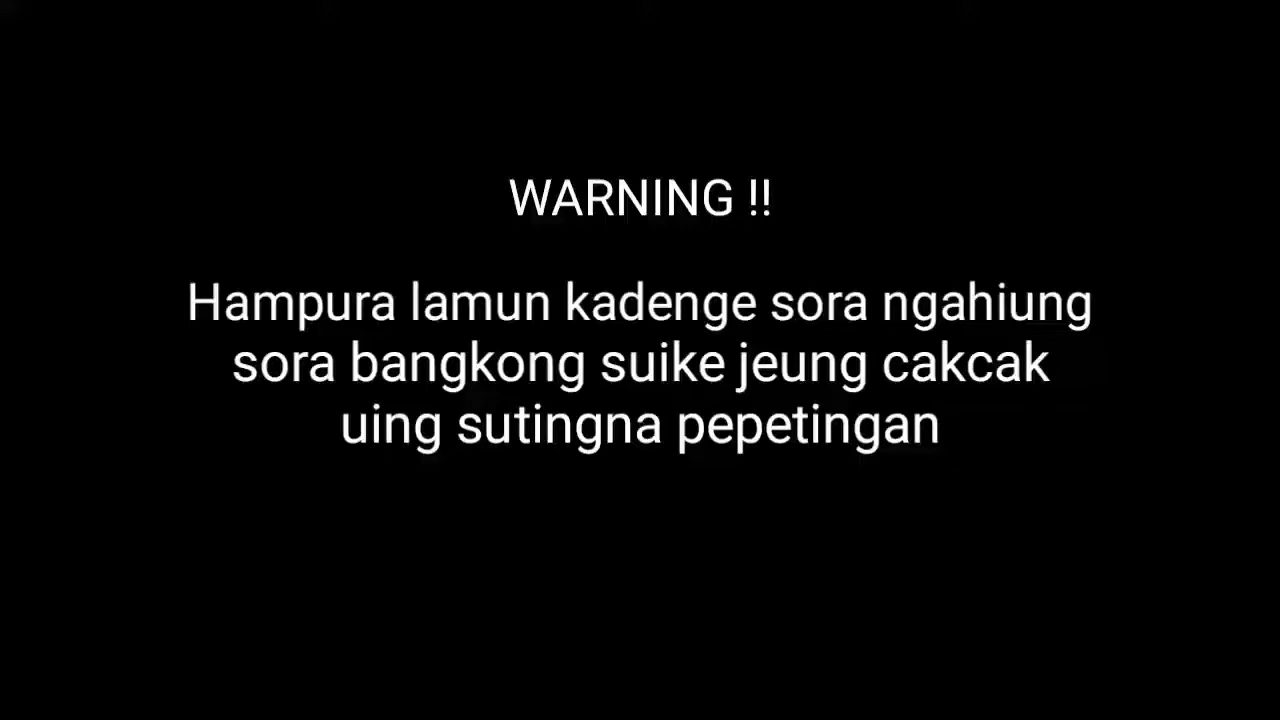 WARNING !!
Hampura lamun kadenge sora ngahiung
sora bangkong suike jeung cakcak
uing sutingna pepetingan